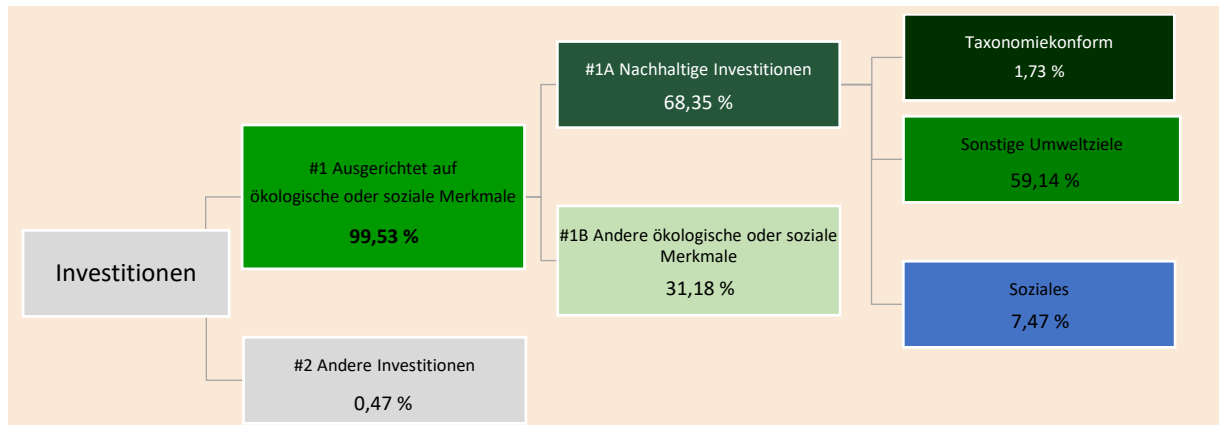 Investitionen
#1 Ausgerichtet auf
ökologische oder soziale Merkmale
99,53 %
#2 Andere Investitionen
0,47 %
#1A Nachhaltige Investitionen
68,35 %
#1B Andere ökologische oder soziale
Merkmale
31,18 %
Taxonomiekonform
1,73 %
Sonstige Umweltziele
59,14 %
Soziales
7,47 %